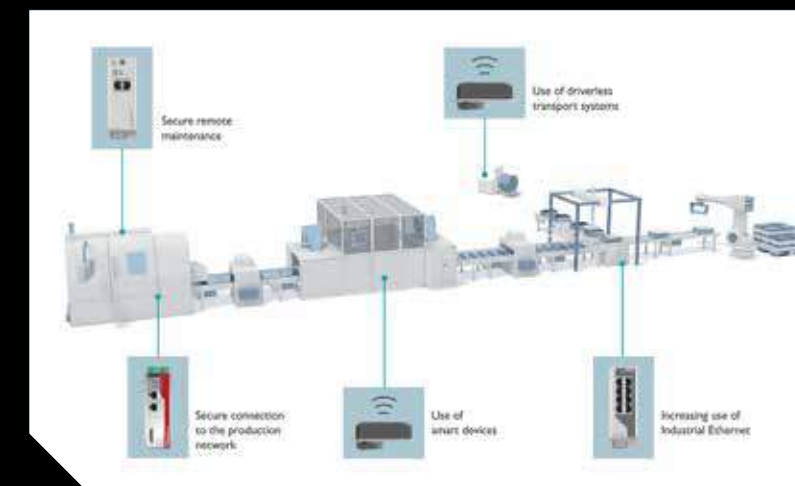 Use of driverless
transport systems
Secure remote
maintenance
Secure connection
to the production
network
Use of
smart devices
Increasing use of
Industrial Ethernet